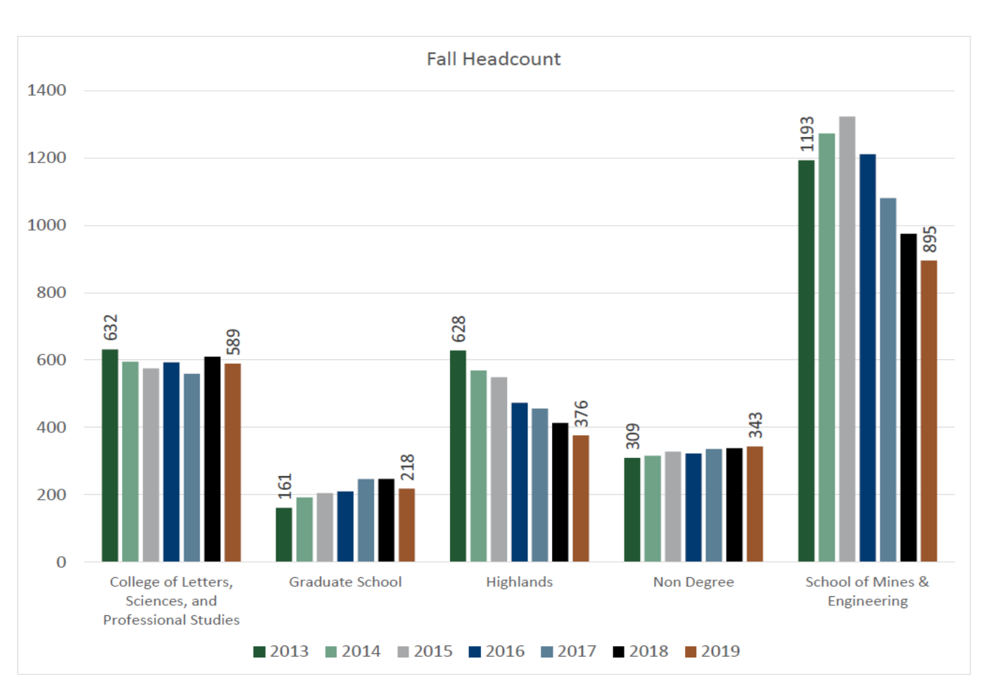 Fall Headcount
1400
1200
1000
800
600
400
200
0
632
589
161
218
628
376
309
343
1193
895
College of Letters,
Sciences, and
Professional Studies
Graduate School
Highlands
Non Degree
School of Mines &
Engineering
2013 2014 2015 2016 2017 2018 2019